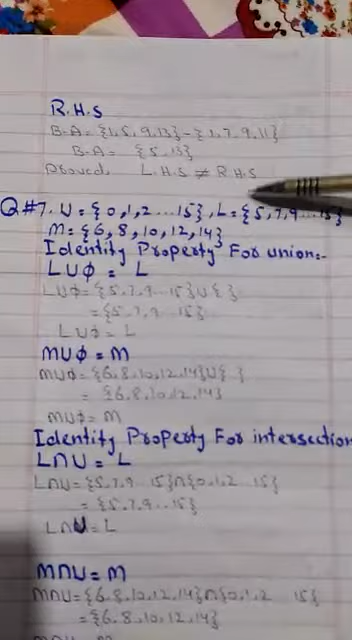 R.H.S
B-A = {1,5,9,13} - {1,7,9,11}
B-A = {5,13}
Proved, L.H.S ≠ R.H.S
Q#7. U = {0,1,2...15}, L = {5,7,9...15}
M = {6,8,10,12,14}
Identity Property For union:-
L∪ϕ = L
L∪ϕ = {5,7,9...15}∪{ }
= {5,7,9...15}
L∪ϕ = L
M∪ϕ = M
M∪ϕ = {6,8,10,12,14}∪{ }
= {6,8,10,12,14}
M∪ϕ = M
Identity Property For intersection
L∩U = L
L∩U = {5,7,9...15}∩{0,1,2...15}
= {5,7,9...15}
L∩U = L
M∩U = M
M∩U = {6,8,10,12,14}∩{0,1,2 15}
= {6,8,10,12,14}